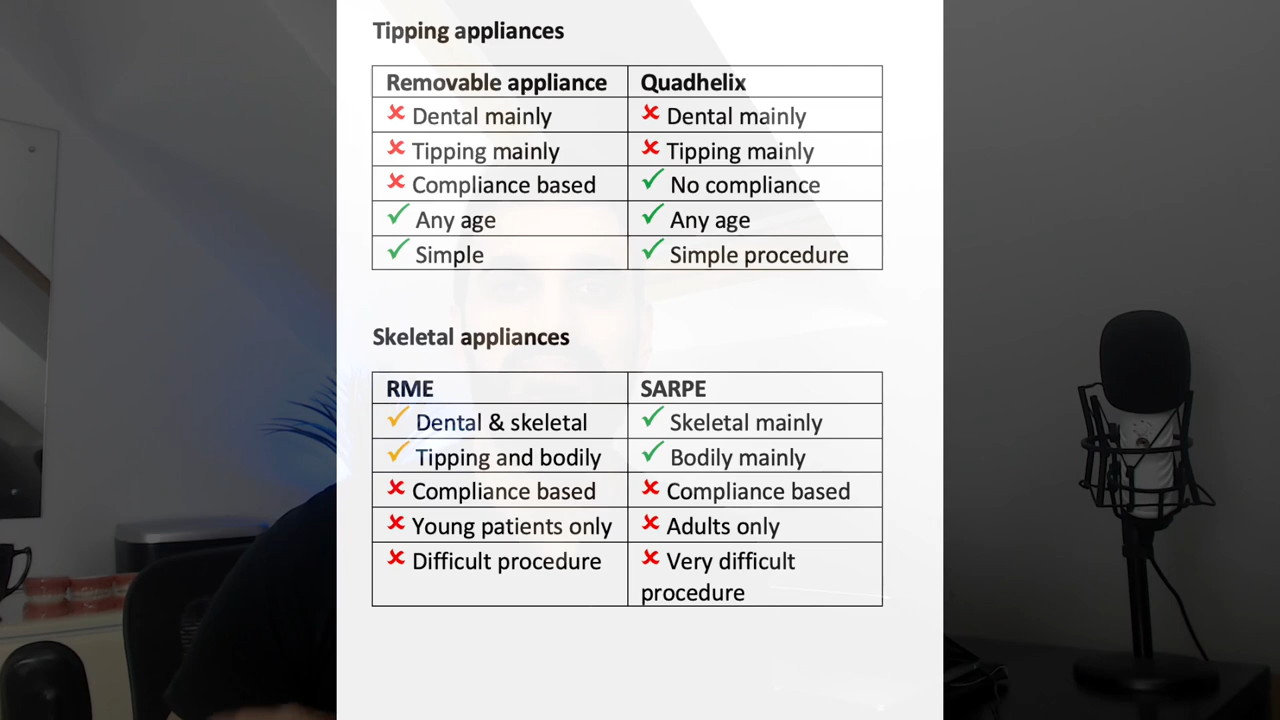 Tipping appliances
Removable appliance Quadhelix
✘ Dental mainly ✘ Dental mainly
✘ Tipping mainly ✘ Tipping mainly
✘ Compliance based ✓ No compliance
✓ Any age ✓ Any age
✓ Simple ✓ Simple procedure
Skeletal appliances
RME SARPE
✓ Dental & skeletal ✓ Skeletal mainly
✓ Tipping and bodily ✓ Bodily mainly
✘ Compliance based ✘ Compliance based
✘ Young patients only ✘ Adults only
✘ Difficult procedure ✘ Very difficult
procedure